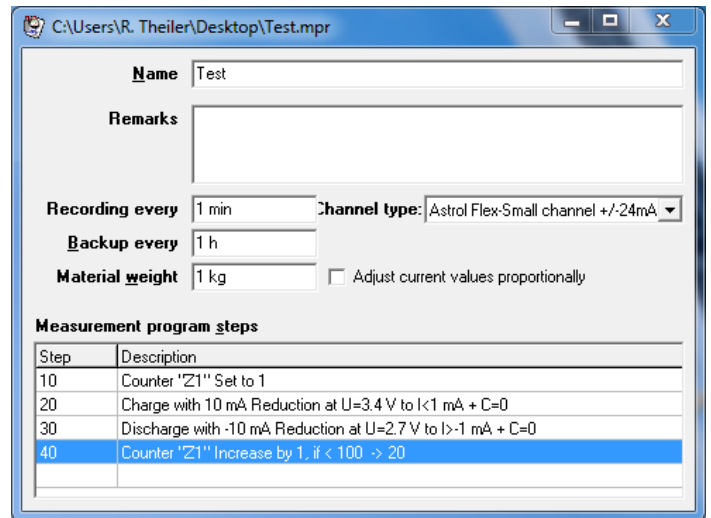 C:\Users\R. Theiler\Desktop\Test.mpr
Name Test
Remarks
Recording every 1 min Channel type: Astrol Flex-Small channel +/-24mA
Backup every 1 h
Material weight 1 kg Adjust current values proportionally
Measurement program steps
Step Description
10 Counter "Z1" Set to 1
20 Charge with 10 mA Reduction at U=3.4 V to I<1 mA + C=0
30 Discharge with -10 mA Reduction at U=2.7 V to I>-1 mA + C=0
40 Counter "Z1" Increase by 1, if < 100 -> 20